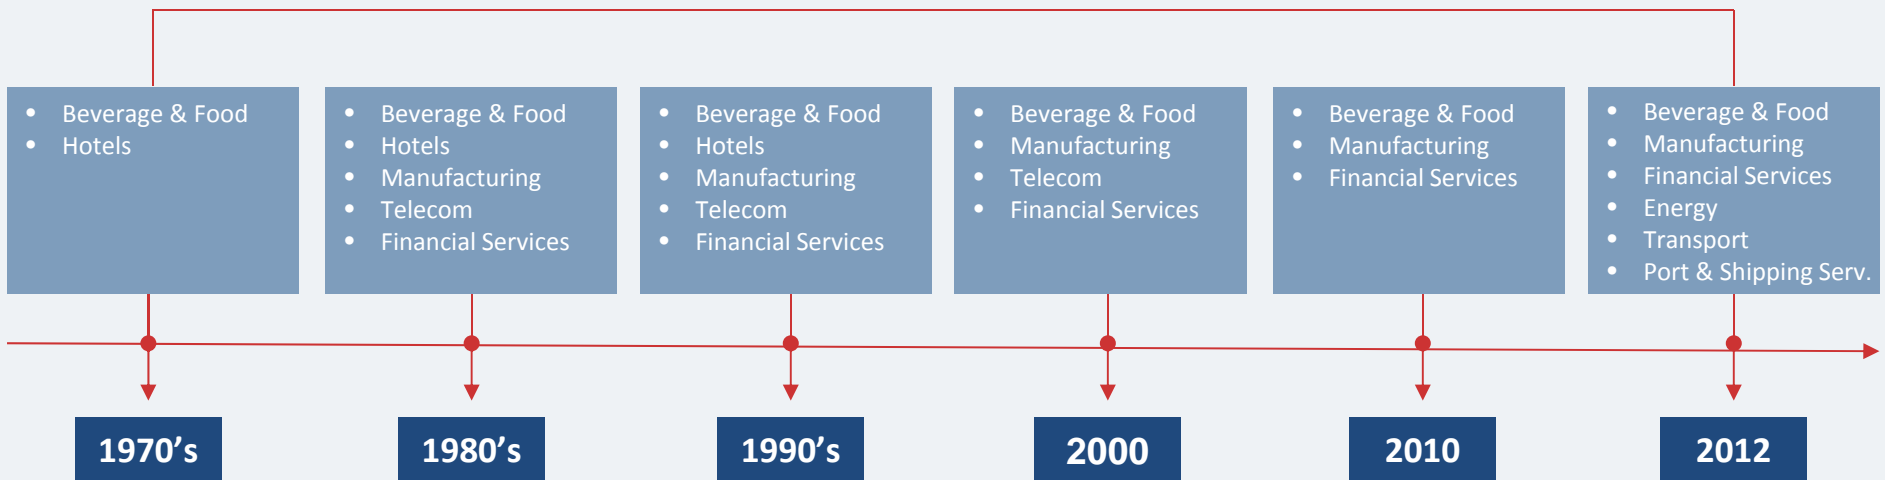 • Beverage & Food
• Hotels
• Beverage & Food
• Hotels
• Manufacturing
• Telecom
• Financial Services
• Beverage & Food
• Hotels
• Manufacturing
• Telecom
• Financial Services
• Beverage & Food
• Manufacturing
• Telecom
• Financial Services
• Beverage & Food
• Manufacturing
• Financial Services
• Beverage & Food
• Manufacturing
• Financial Services
• Energy
• Transport
• Port & Shipping Serv.
1970’s
1980’s
1990’s
2000
2010
2012